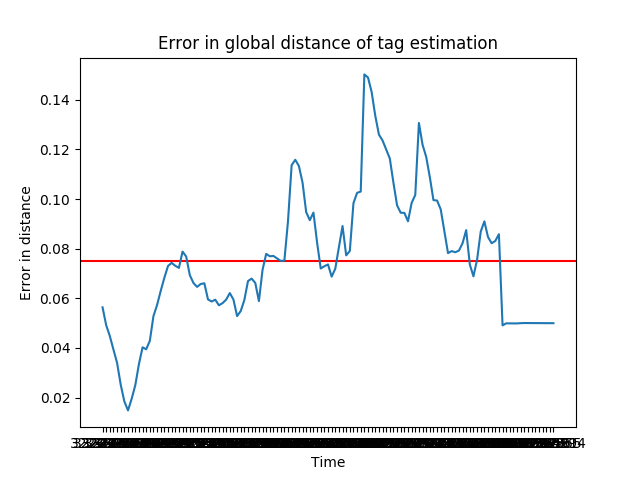 Error in global distance of tag estimation
Error in distance
0.14
0.12
0.10
0.08
0.06
0.04
0.02
Time